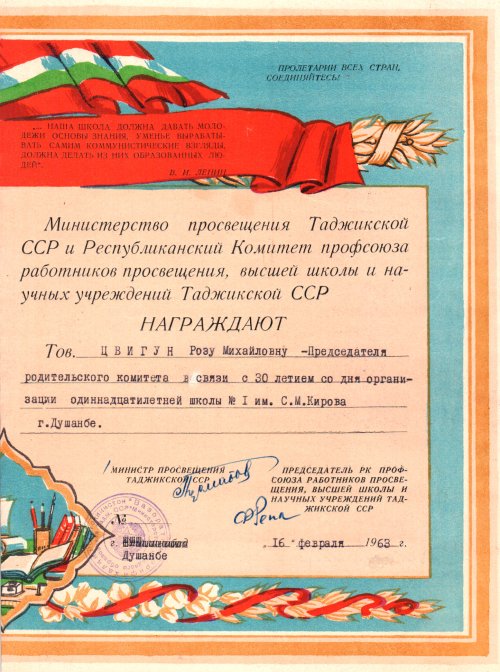 ПРОЛЕТАРИИ ВСЕХ СТРАН,
СОЕДИНЯЙТЕСЬ!
„... НАША ШКОЛА ДОЛЖНА ДАВАТЬ МОЛО-
ДЕЖИ ОСНОВЫ ЗНАНИЯ, УМЕНЬЕ ВЫРАБАТЫ-
ВАТЬ САМИМ КОММУНИСТИЧЕСКИЕ ВЗГЛЯДЫ,
ДОЛЖНА ДЕЛАТЬ ИЗ НИХ ОБРАЗОВАННЫХ ЛЮ-
ДЕЙ“.
В. И. ЛЕНИН
Министерство просвещения Таджикской
ССР и Республиканский Комитет профсоюза
работников просвещения, высшей школы и на-
учных учреждений Таджикской ССР
НАГРАЖДАЮТ
Тов. ЦВИГУН Розу Михайловну -Председателя
родительского комитета в связи с 30 летием со дня органи-
зации одиннадцатилетней школы № I им. С.М.Кирова
г.Душанбе.
МИНИСТР ПРОСВЕЩЕНИЯ
ТАДЖИКСКОЙ ССР
ПРЕДСЕДАТЕЛЬ РК ПРОФ-
СОЮЗА РАБОТНИКОВ ПРОСВЕ-
ЩЕНИЯ, ВЫСШЕЙ ШКОЛЫ И
НАУЧНЫХ УЧРЕЖДЕНИЙ ТАД-
ЖИКСКОЙ ССР
№
г.
Душанбе
„16“ февраля 1963 г.